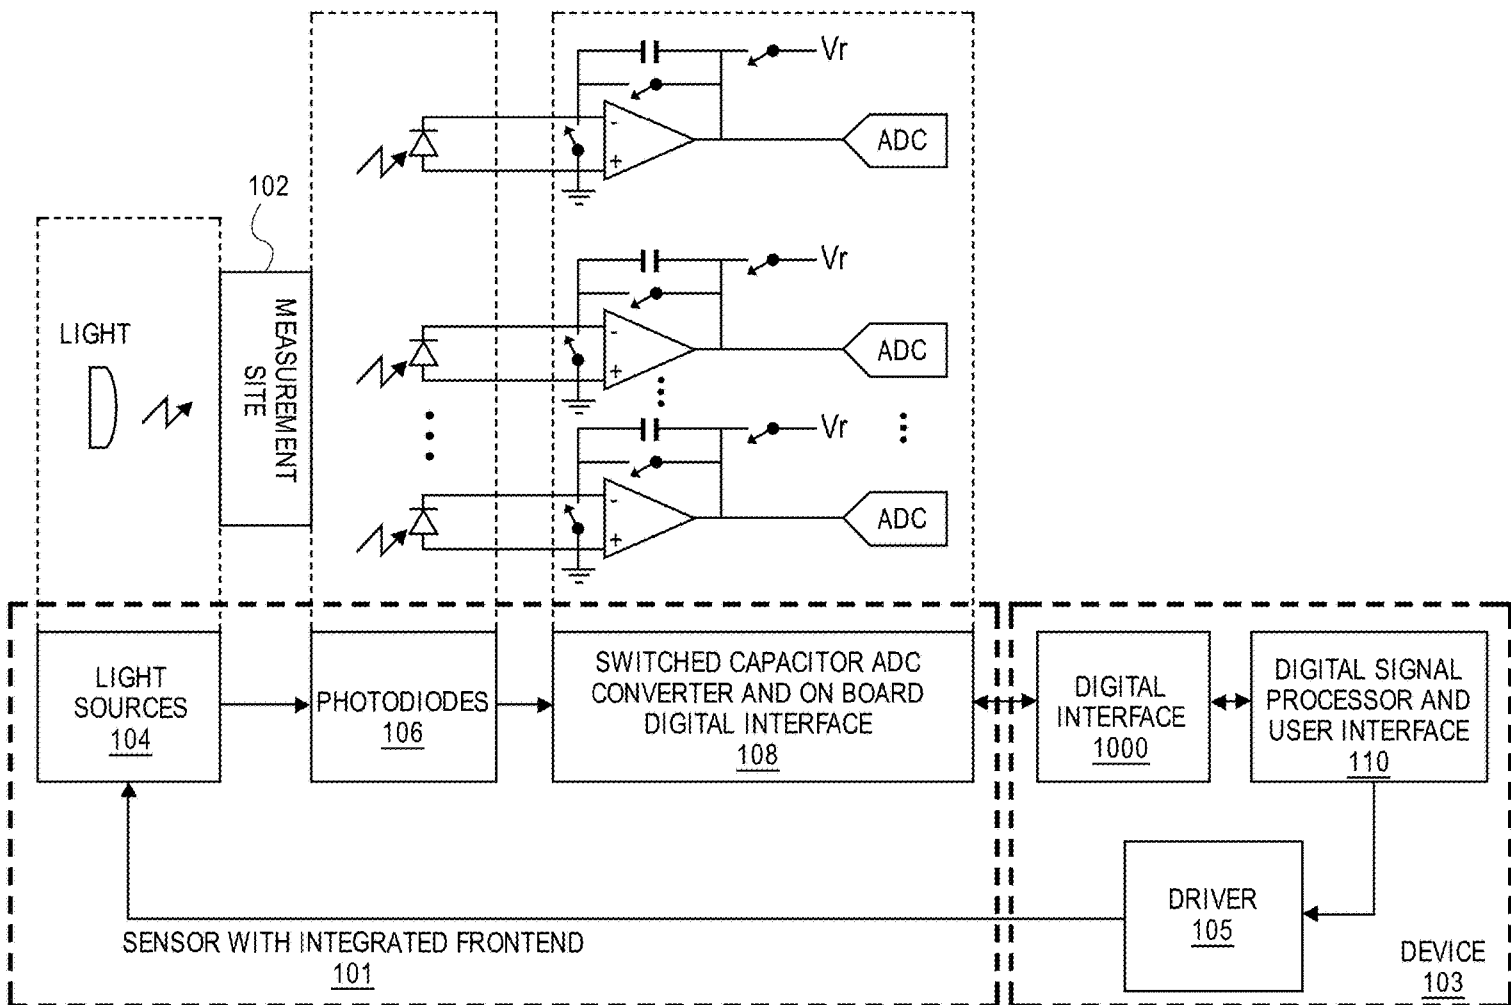 Vr
-
+
ADC
102
Vr
-
+
ADC
LIGHT
MEASUREMENT
SITE
Vr
-
+
ADC
LIGHT
SOURCES
104
PHOTODIODES
106
SWITCHED CAPACITOR ADC
CONVERTER AND ON BOARD
DIGITAL INTERFACE
108
DIGITAL
INTERFACE
1000
DIGITAL SIGNAL
PROCESSOR AND
USER INTERFACE
110
DRIVER
105
SENSOR WITH INTEGRATED FRONTEND
101
DEVICE
103